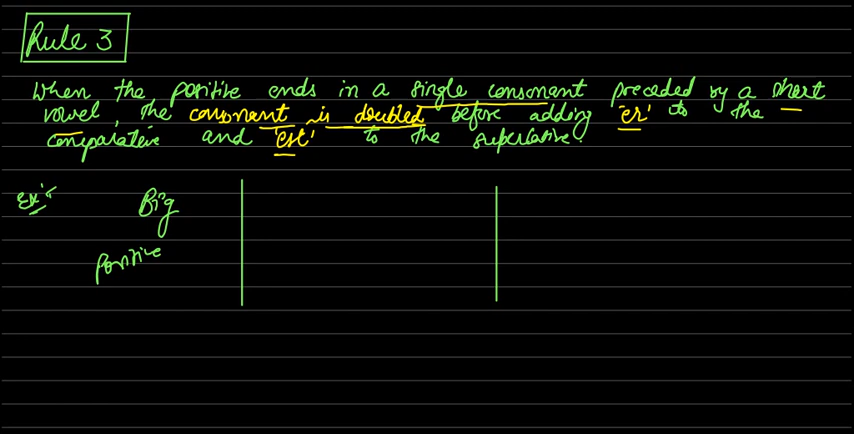 Rule 3
When the positive ends in a single consonant preceded by a short
vowel, the consonant is doubled before adding 'er' to the
comparative and 'est' to the superlative.
Ex:- Big
Positive